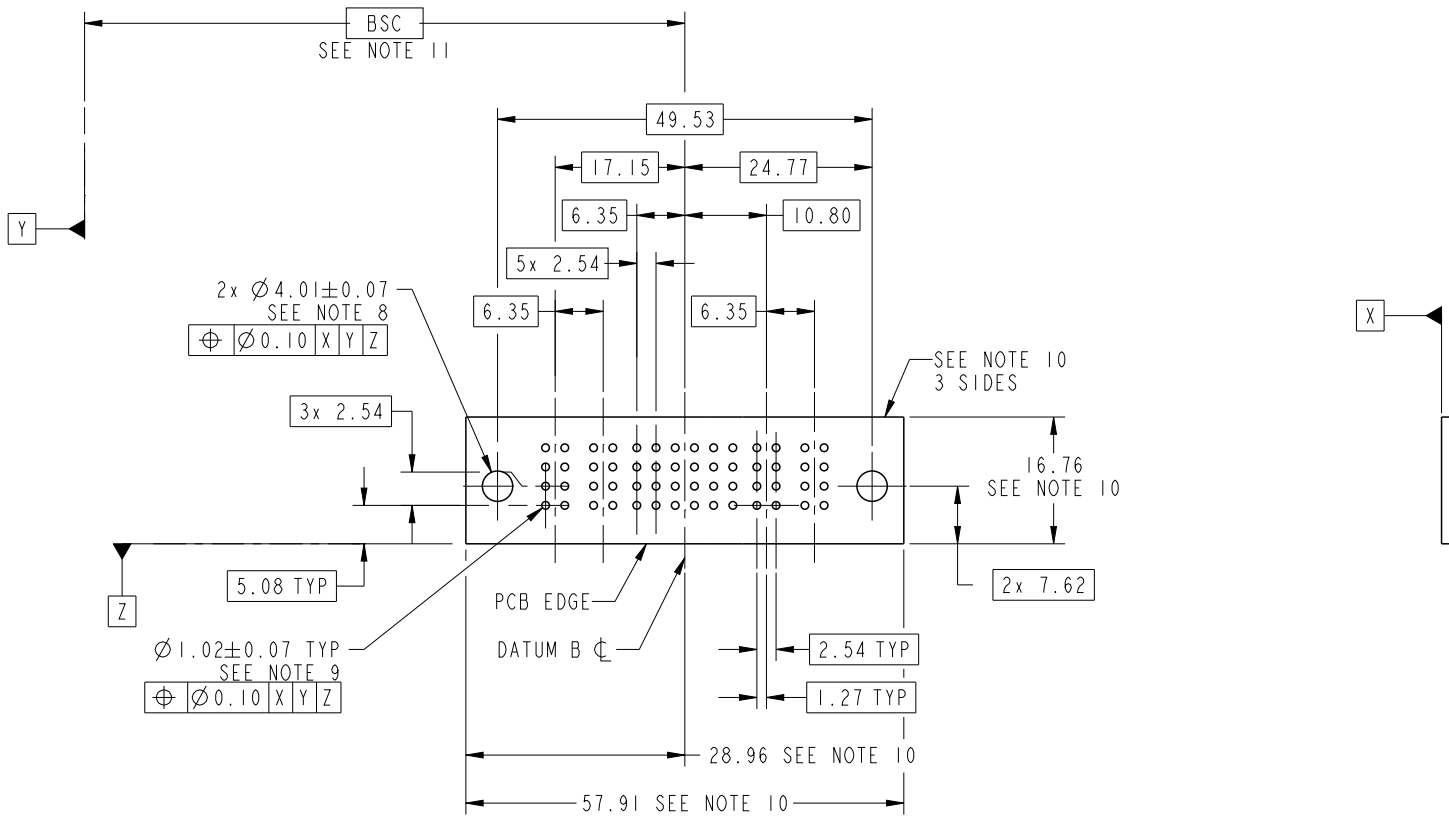 BSC
SEE NOTE 11
49.53
17.15
24.77
6.35
10.80
Y
5x 2.54
2x Ø4.01±0.07
SEE NOTE 8
⌖ Ø0.10 X Y Z
6.35
6.35
X
SEE NOTE 10
3 SIDES
3x 2.54
16.76
SEE NOTE 10
5.08 TYP
2x 7.62
Z
PCB EDGE
DATUM B ℄
Ø1.02±0.07 TYP
SEE NOTE 9
⌖ Ø0.10 X Y Z
2.54 TYP
1.27 TYP
28.96 SEE NOTE 10
57.91 SEE NOTE 10